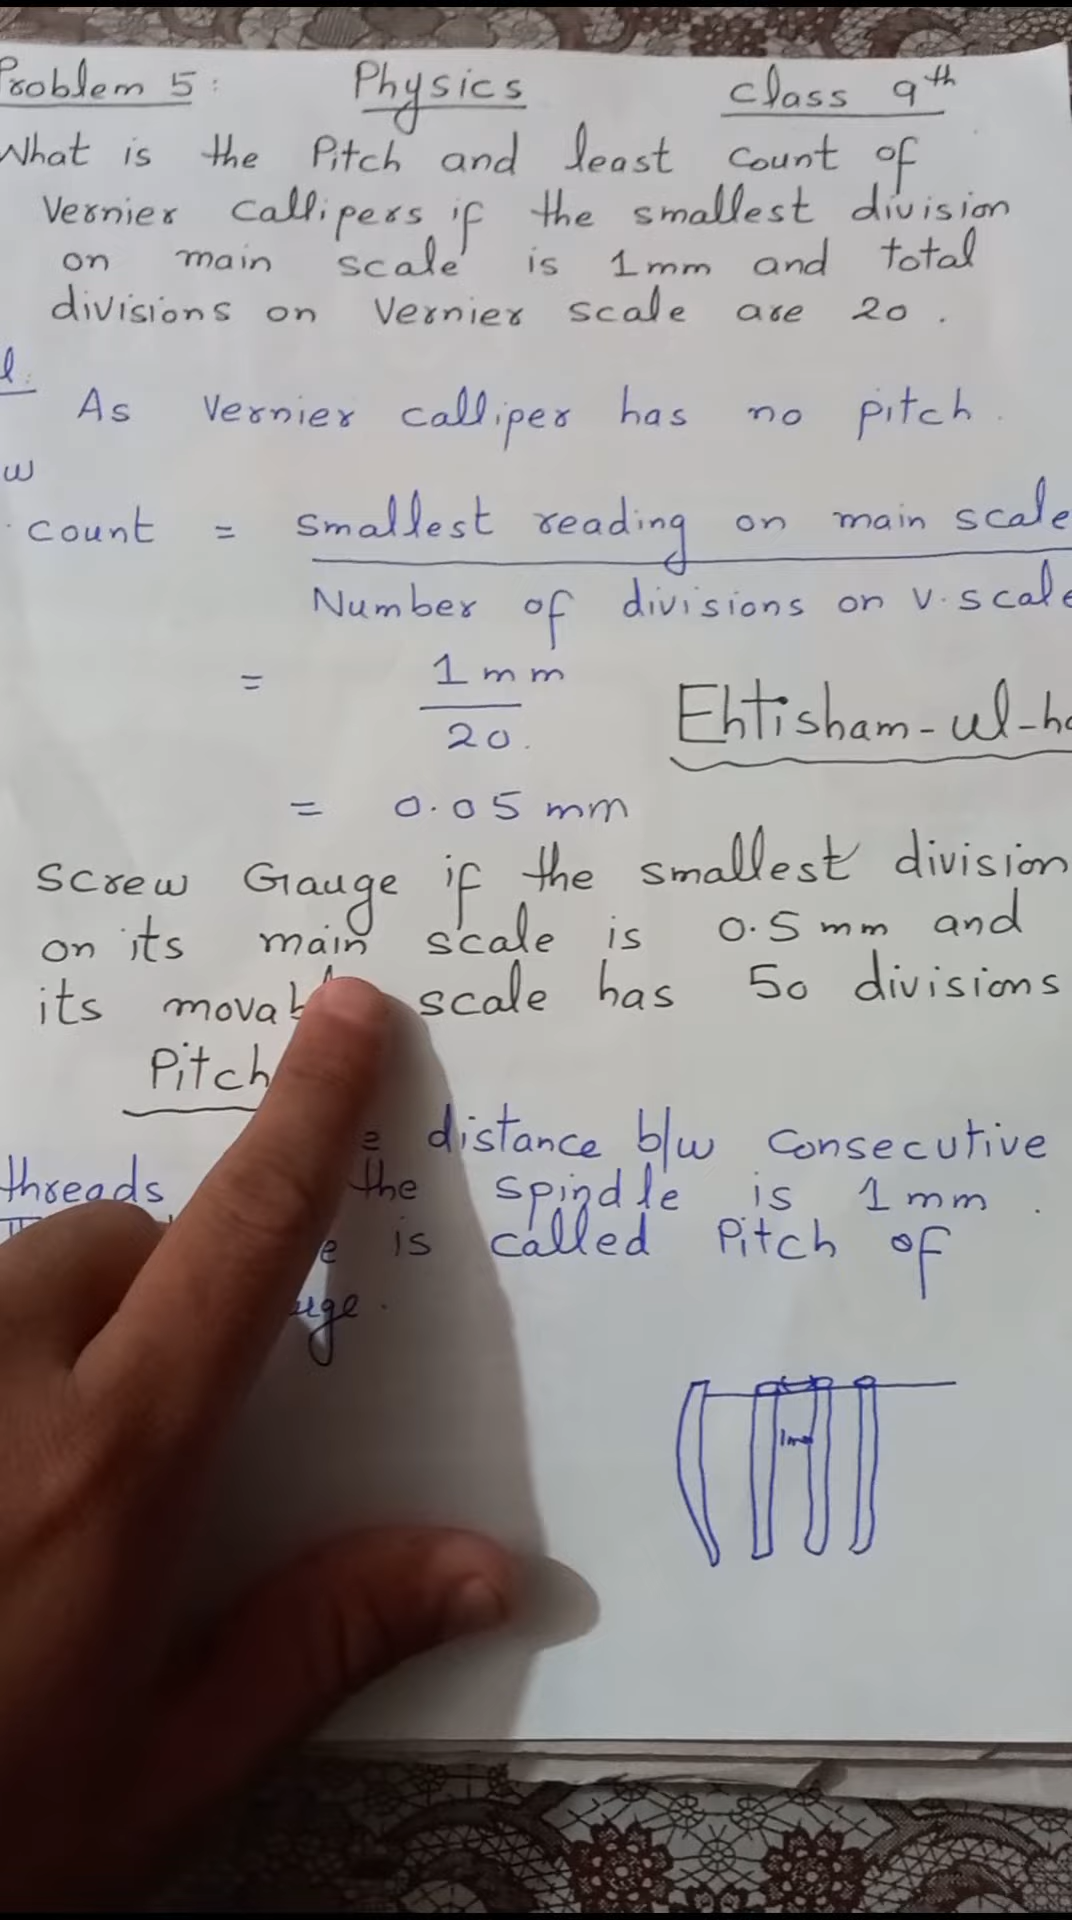 Problem 5: Physics class 9th
What is the Pitch and least count of
Vernier Callipers if the smallest division
on main scale is 1mm and total
divisions on Vernier scale are 20.
As Vernier calliper has no pitch.
count = smallest reading on main scale
Number of divisions on V.scale
= 1mm
20.
Ehtisham-ul-
= 0.05 mm
Screw Gauge if the smallest division
on its main scale is 0.5 mm and
its scale has 50 divisions
Pitch
distance b/w consecutive
threads the spindle is 1mm.
is called Pitch of
1mm